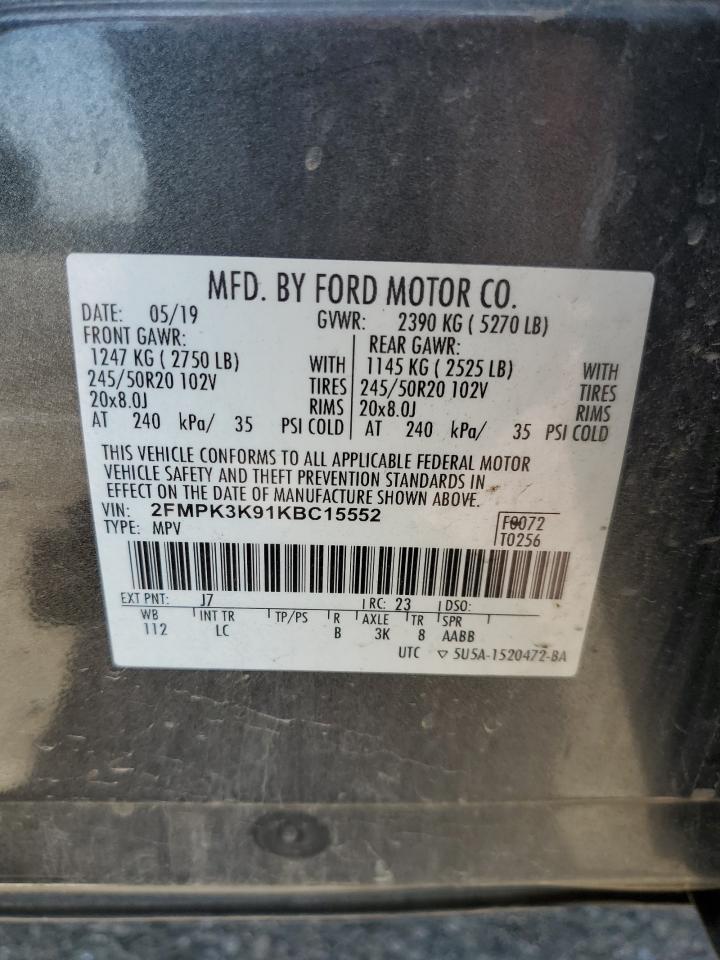 MFD. BY FORD MOTOR CO.
DATE: 05/19 GVWR: 2390 KG ( 5270 LB)
FRONT GAWR: REAR GAWR:
1247 KG ( 2750 LB) WITH 1145 KG ( 2525 LB) WITH
245/50R20 102V TIRES 245/50R20 102V TIRES
20x8.0J RIMS 20x8.0J RIMS
AT 240 kPa/ 35 PSI COLD AT 240 kPa/ 35 PSI COLD
THIS VEHICLE CONFORMS TO ALL APPLICABLE FEDERAL MOTOR
VEHICLE SAFETY AND THEFT PREVENTION STANDARDS IN
EFFECT ON THE DATE OF MANUFACTURE SHOWN ABOVE.
VIN: 2FMPK3K91KBC15552 F0072
TYPE: MPV T0256
EXT PNT: J7 RC: 23 DSO:
WB INT TR TP/PS R AXLE TR SPR
112 LC B 3K 8 AABB
UTC ▽ 5U5A-1520472-BA